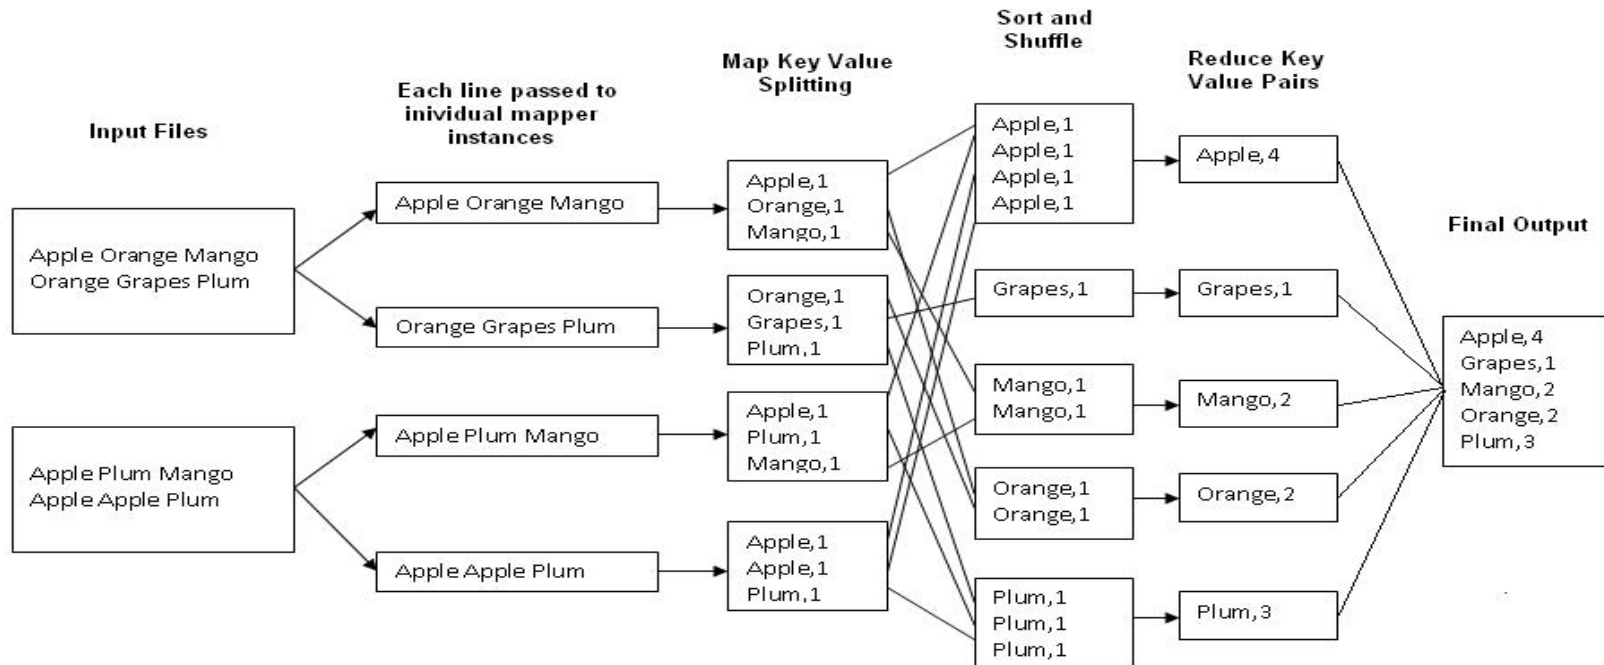 Input Files
Each line passed to
inividual mapper
instances
Map Key Value
Splitting
Sort and
Shuffle
Reduce Key
Value Pairs
Final Output
Apple Orange Mango
Orange Grapes Plum
Apple Plum Mango
Apple Apple Plum
Apple Orange Mango
Orange Grapes Plum
Apple Plum Mango
Apple Apple Plum
Apple,1
Orange,1
Mango,1
Orange,1
Grapes,1
Plum,1
Apple,1
Plum,1
Mango,1
Apple,1
Apple,1
Plum,1
Apple,1
Apple,1
Apple,1
Apple,1
Grapes,1
Mango,1
Mango,1
Orange,1
Orange,1
Plum,1
Plum,1
Plum,1
Apple,4
Grapes,1
Mango,2
Orange,2
Plum,3
Apple,4
Grapes,1
Mango,2
Orange,2
Plum,3